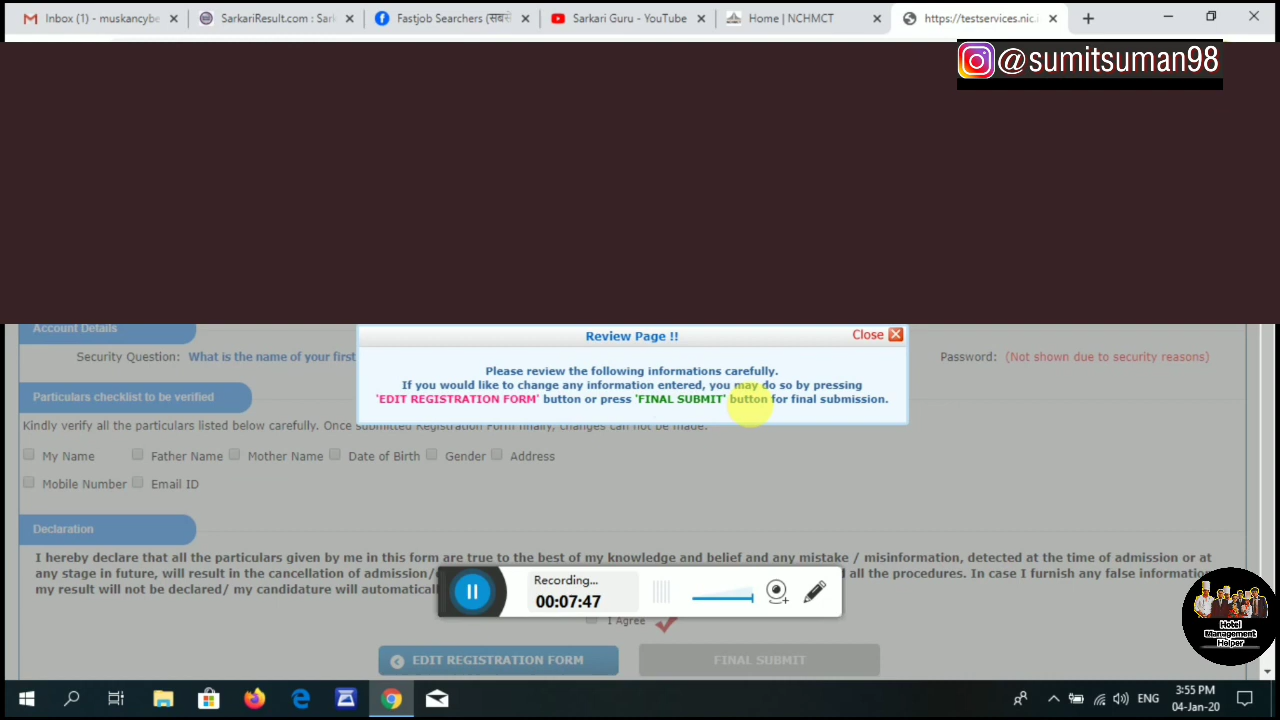 Inbox (1) - muskancybe
SarkariResult.com : Sark
Fastjob Searchers (सबसे
Sarkari Guru - YouTube
Home | NCHMCT
https://testservices.nic.
@sumitsuman98
Account Details
Security Question: What is the name of your first
Password: (Not shown due to security reasons)
Review Page !!
Close
Please review the following informations carefully.
If you would like to change any information entered, you may do so by pressing
'EDIT REGISTRATION FORM' button or press 'FINAL SUBMIT' button for final submission.
Particulars checklist to be verified
Kindly verify all the particulars listed below carefully. Once submitted Registration Form finally, changes can not be made.
My Name Father Name Mother Name Date of Birth Gender Address
Mobile Number Email ID
Declaration
I hereby declare that all the particulars given by me in this form are true to the best of my knowledge and belief and any mistake / misinformation, detected at the time of admission or at
any stage in future, will result in the cancellation of admission/ all the procedures. In case I furnish any false information
my result will not be declared/ my candidature will automatical
Recording...
00:07:47
I Agree
EDIT REGISTRATION FORM
FINAL SUBMIT
Hotel
Management
Helper
ENG
3:55 PM
04-Jan-20